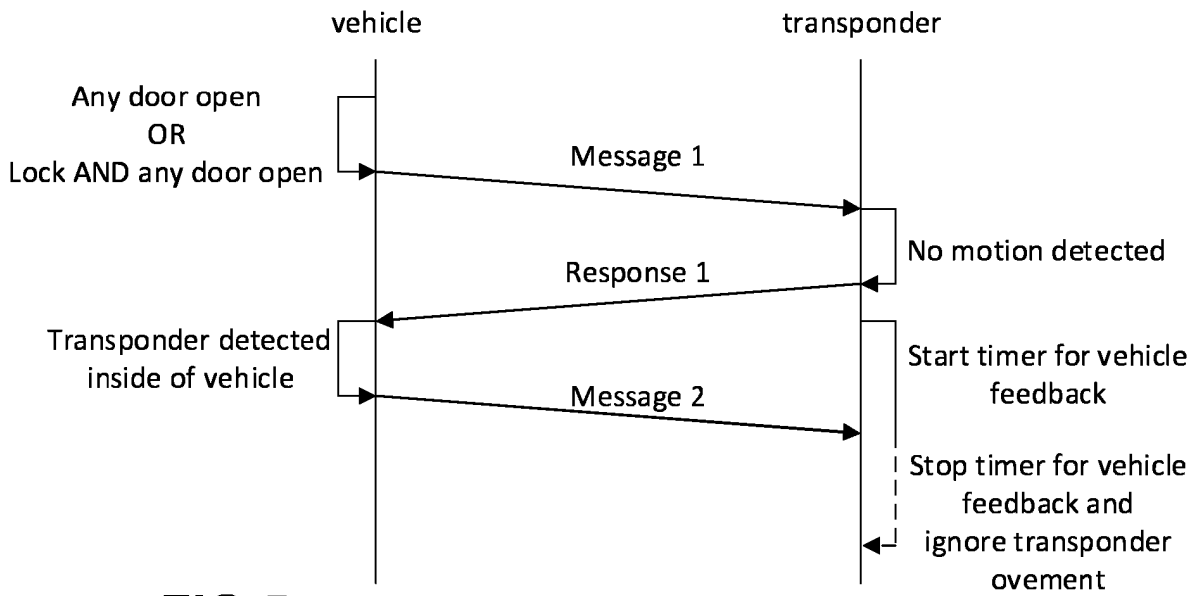 vehicle
transponder
Any door open
OR
Lock AND any door open
Message 1
No motion detected
Response 1
Transponder detected
inside of vehicle
Start timer for vehicle
feedback
Message 2
Stop timer for vehicle
feedback and
ignore transponder
ovement